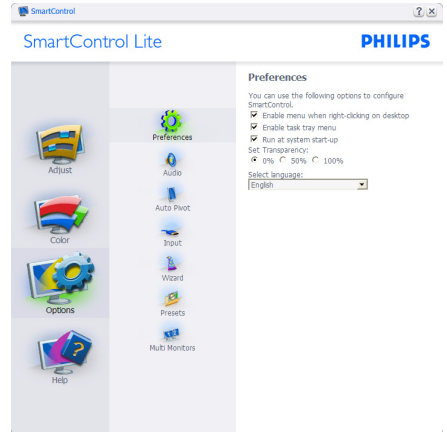 SmartControl
SmartControl Lite
PHILIPS
Adjust
Color
Options
Help
Preferences
Audio
Auto Pivot
Input
Wizard
Presets
Multi Monitors
Preferences
You can use the following options to configure
SmartControl.
Enable menu when right-clicking on desktop
Enable task tray menu
Run at system start-up
Set Transparency:
0% 50% 100%
Select language:
English